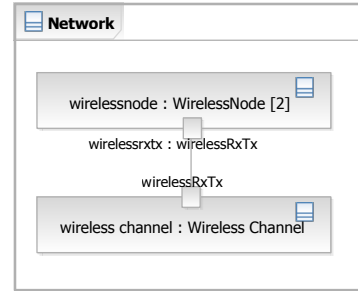 Network
wirelessnode : WirelessNode [2]
wirelessrxtx : wirelessRxTx
wirelessRxTx
wireless channel : Wireless Channel